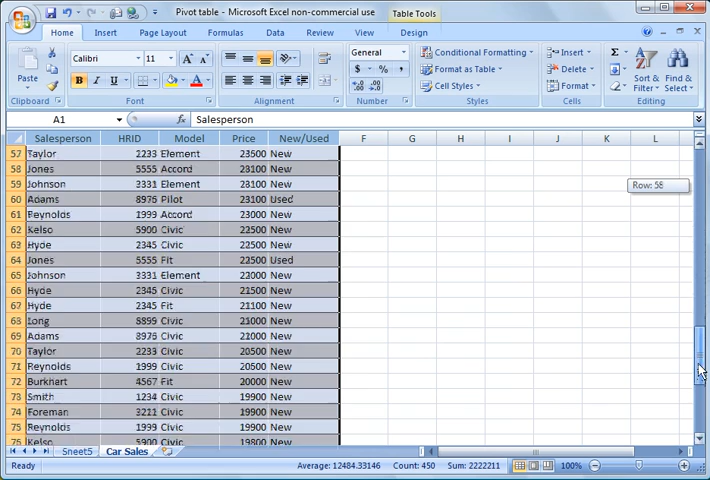 Pivot table - Microsoft Excel non-commercial use
Table Tools
Home Insert Page Layout Formulas Data Review View Design
Calibri 11 General Conditional Formatting Insert Σ
Paste Format as Table Delete Sort & Filter Find & Select
B I U A $ % , Cell Styles Format
Clipboard Font Alignment Number Styles Cells Editing
A1 fx Salesperson
Salesperson HRID Model Price New/Used F G H I J K L
57 Taylor 2233 Element 23500 New
58 Jones 5555 Accord 23100 New
59 Johnson 3331 Element 23100 New
60 Adams 8976 Pilot 23100 Used
61 Reynolds 1999 Accord 23000 New
62 Kelso 5900 Civic 22500 New
63 Hyde 2345 Civic 22500 New
64 Jones 5555 Fit 22500 Used
65 Johnson 3331 Element 22000 New
66 Hyde 2345 Civic 21500 New
67 Hyde 2345 Fit 21100 New
68 Long 8899 Civic 21000 New
69 Adams 8976 Civic 21000 New
70 Taylor 2233 Civic 20500 New
71 Reynolds 1999 Civic 20500 New
72 Burkhart 4567 Fit 20000 New
73 Smith 1234 Civic 19900 New
74 Foreman 3211 Civic 19900 New
75 Reynolds 1999 Civic 19900 New
76 Kelso 5900 Civic 19800 New
Row: 58
Sheet5 Car Sales
Ready Average: 12484.33146 Count: 450 Sum: 2222211 100%